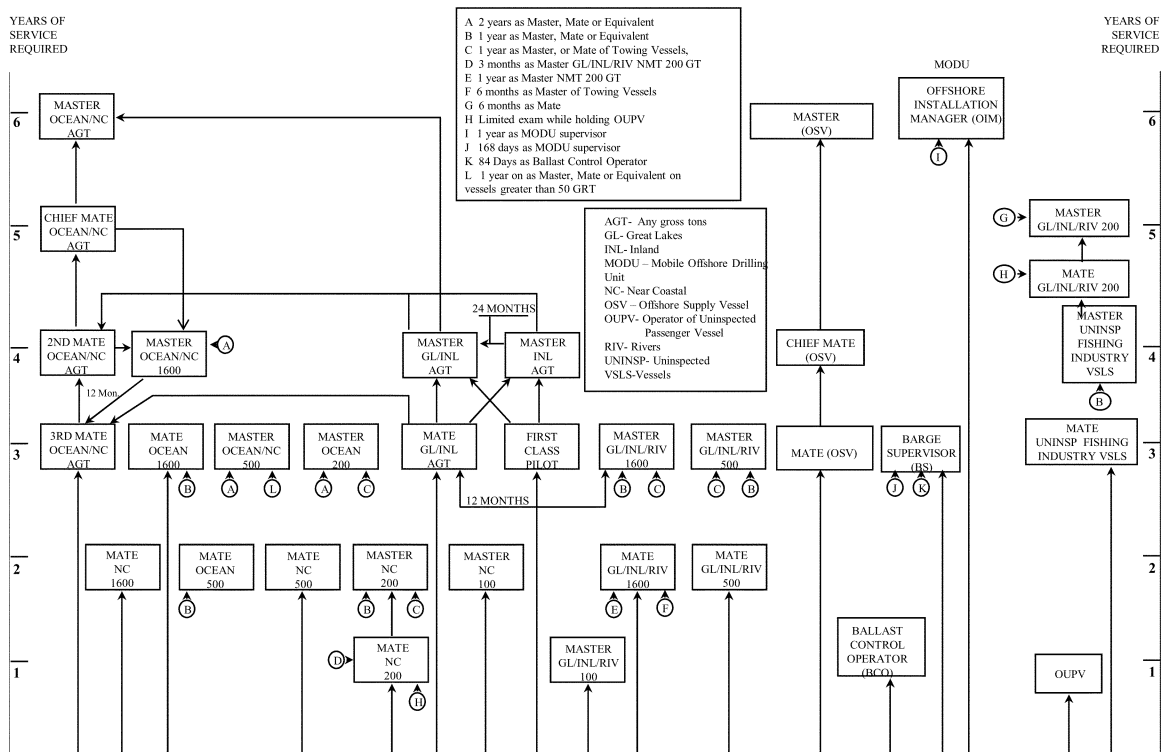 YEARS OF
SERVICE
REQUIRED
A 2 years as Master, Mate or Equivalent
B 1 year as Master, Mate or Equivalent
C 1 year as Master, or Mate of Towing Vessels,
D 3 months as Master GL/INL/RIV NMT 200 GT
E 1 year as Master NMT 200 GT
F 6 months as Master of Towing Vessels
G 6 months as Mate
H Limited exam while holding OUPV
I 1 year as MODU supervisor
J 168 days as MODU supervisor
K 84 Days as Ballast Control Operator
L 1 year on as Master, Mate or Equivalent on
vessels greater than 50 GRT
YEARS OF
SERVICE
REQUIRED
MODU
6
MASTER
OCEAN/NC
AGT
MASTER
(OSV)
OFFSHORE
INSTALLATION
MANAGER (OIM)
I
6
AGT- Any gross tons
GL- Great Lakes
INL- Inland
MODU – Mobile Offshore Drilling
Unit
NC- Near Coastal
OSV – Offshore Supply Vessel
OUPV- Operator of Uninspected
Passenger Vessel
RIV- Rivers
UNINSP- Uninspected
VSLS-Vessels
5
CHIEF MATE
OCEAN/NC
AGT
G
MASTER
GL/INL/RIV 200
5
H
MATE
GL/INL/RIV 200
24 MONTHS
4
2ND MATE
OCEAN/NC
AGT
MASTER
OCEAN/NC
1600
A
MASTER
GL/INL
AGT
MASTER
INL
AGT
CHIEF MATE
(OSV)
MASTER
UNINSP
FISHING
INDUSTRY
VSLS
B
4
12 Mon.
3
3RD MATE
OCEAN/NC
AGT
MATE
OCEAN
1600
B
MASTER
OCEAN/NC
500
A
L
MASTER
OCEAN
200
A
C
MATE
GL/INL
AGT
FIRST
CLASS
PILOT
MASTER
GL/INL/RIV
1600
B
C
MASTER
GL/INL/RIV
500
C
B
MATE (OSV)
BARGE
SUPERVISOR
(BS)
J
K
MATE
UNINSP FISHING
INDUSTRY VSLS
3
12 MONTHS
2
MATE
NC
1600
MATE
OCEAN
500
B
MATE
NC
500
MASTER
NC
200
B
C
MASTER
NC
100
MATE
GL/INL/RIV
1600
E
F
MATE
GL/INL/RIV
500
2
1
D
MATE
NC
200
H
MASTER
GL/INL/RIV
100
BALLAST
CONTROL
OPERATOR
(BCO)
OUPV
1